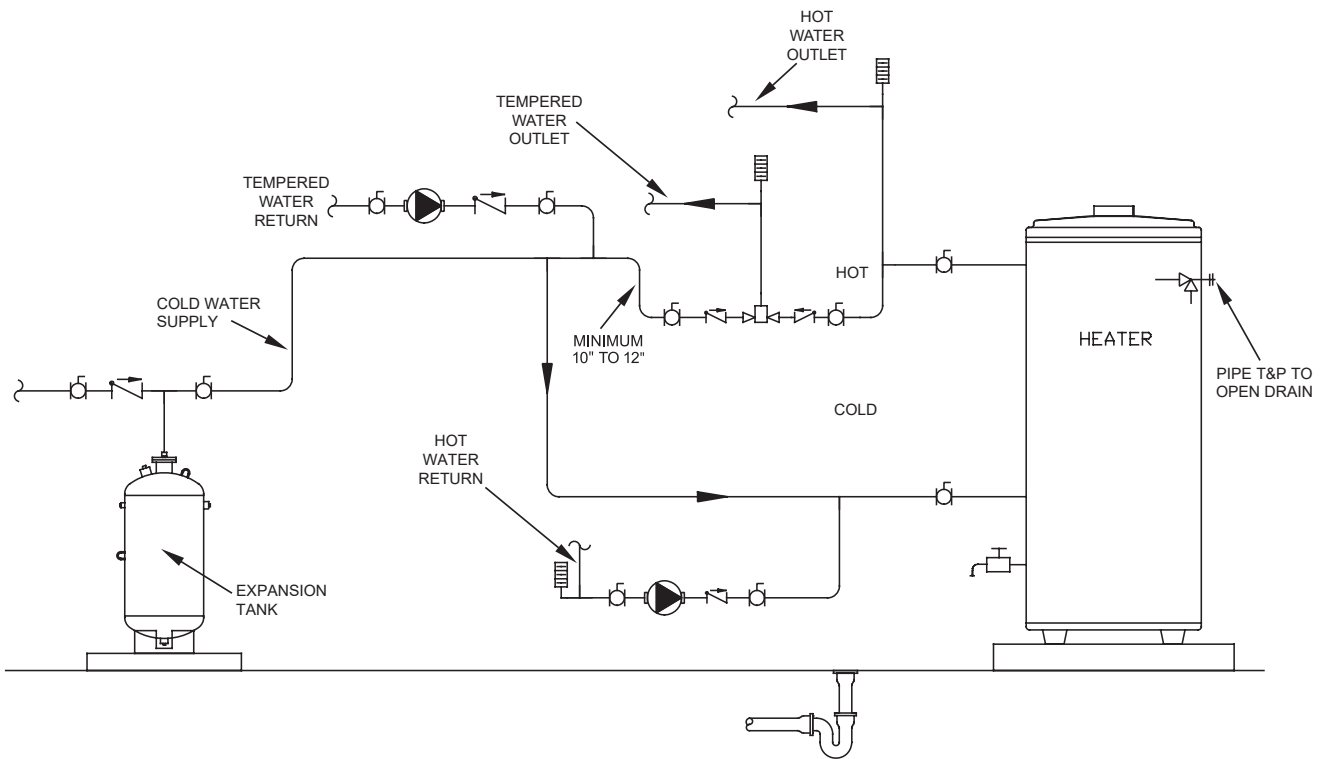 HOT
WATER
OUTLET
TEMPERED
WATER
OUTLET
TEMPERED
WATER
RETURN
COLD WATER
SUPPLY
HOT
MINIMUM
10" TO 12"
HEATER
PIPE T&P TO
OPEN DRAIN
COLD
HOT
WATER
RETURN
EXPANSION
TANK